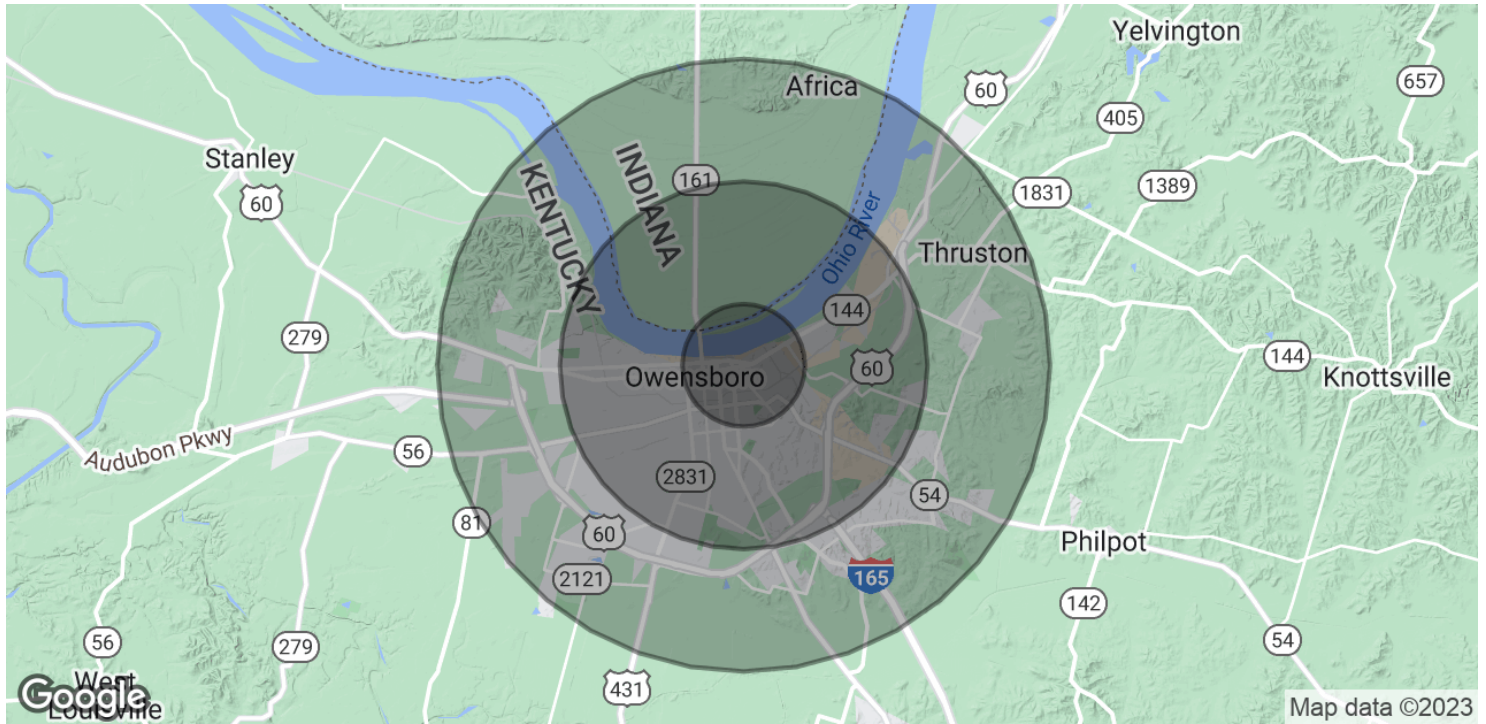 Yelvington
Africa
60
657
405
Stanley
161
KENTUCKY
INDIANA
1831
1389
60
Ohio River
Thruston
144
279
144
60
Owensboro
Knottsville
Audubon Pkwy
56
2831
54
81
60
Philpot
2121
165
142
56
279
54
431
West
Louisville
Google
Map data ©2023